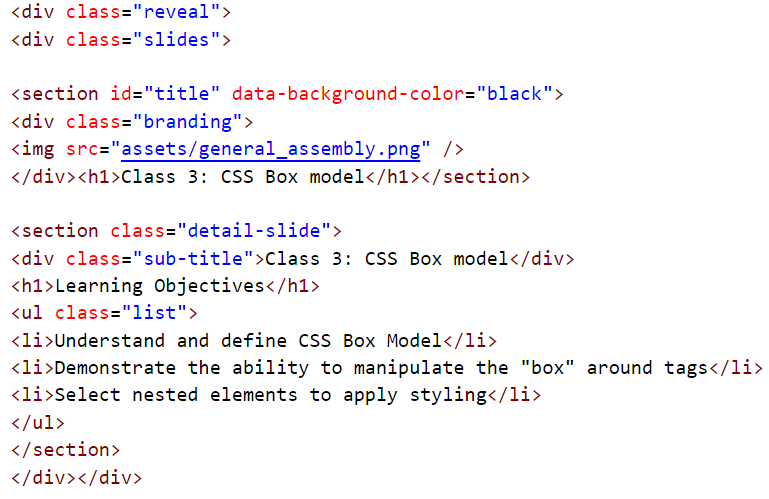 <div class="reveal">
<div class="slides">
<section id="title" data-background-color="black">
<div class="branding">
<img src="assets/general_assembly.png" />
</div><h1>Class 3: CSS Box model</h1></section>
<section class="detail-slide">
<div class="sub-title">Class 3: CSS Box model</div>
<h1>Learning Objectives</h1>
<ul class="list">
<li>Understand and define CSS Box Model</li>
<li>Demonstrate the ability to manipulate the "box" around tags</li>
<li>Select nested elements to apply styling</li>
</ul>
</section>
</div></div>